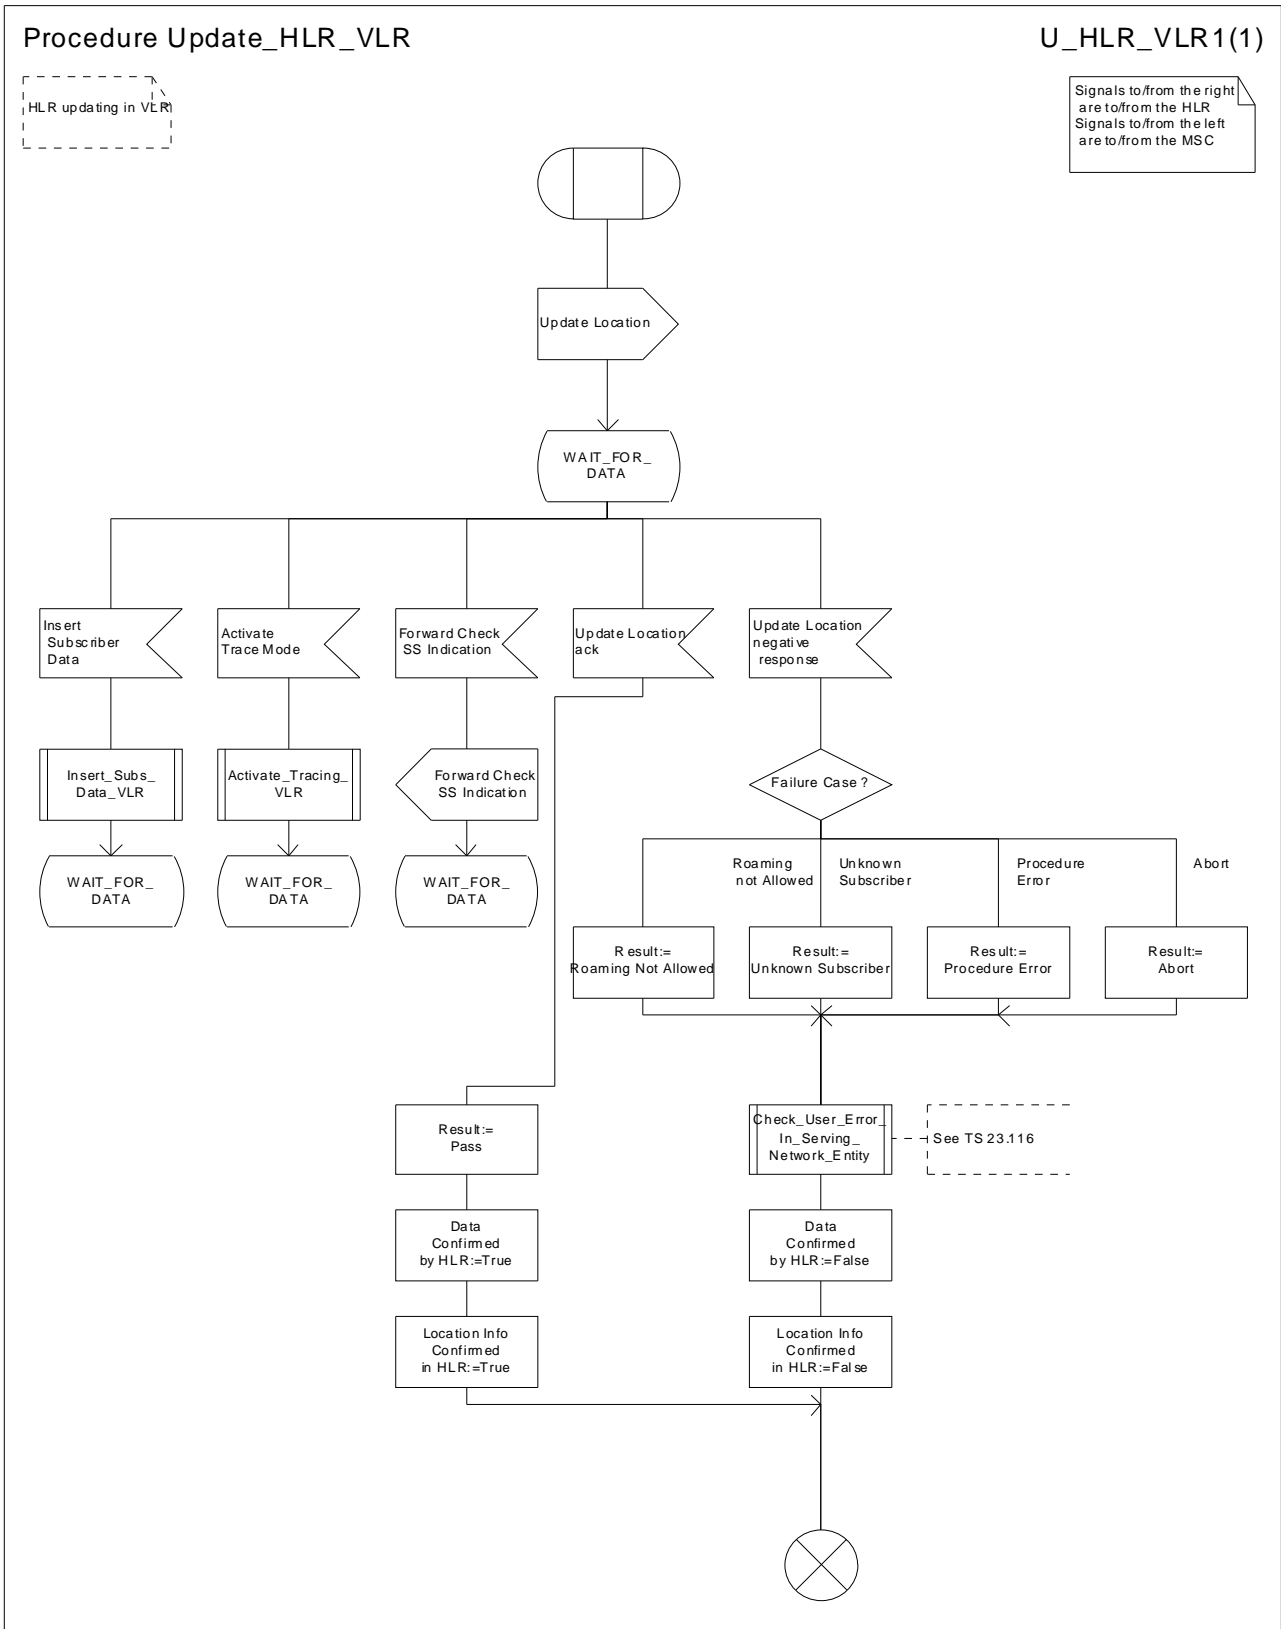 Procedure Update_HLR_VLR
U_HLR_VLR1(1)
HLR updating in VLR
Signals to/from the right
are to/from the HLR
Signals to/from the left
are to/from the MSC
Update Location
WAIT_FOR_
DATA
Insert
Subscriber
Data
Activate
Trace Mode
Forward Check
SS Indication
Update Location
ack
Update Location
negative
response
Insert_Subs_
Data_VLR
Activate_Tracing_
VLR
Forward Check
SS Indication
Failure Case ?
WAIT_FOR_
DATA
WAIT_FOR_
DATA
WAIT_FOR_
DATA
Roaming
not Allowed
Unknown
Subscriber
Procedure
Error
Abort
Result:=
Roaming Not Allowed
Result:=
Unknown Subscriber
Result:=
Procedure Error
Result:=
Abort
Result:=
Pass
Check_User_Error_
In_Serving_
Network_Entity
See TS 23.116
Data
Confirmed
by HLR:=True
Data
Confirmed
by HLR:=False
Location Info
Confirmed
in HLR:=True
Location Info
Confirmed
in HLR:=False